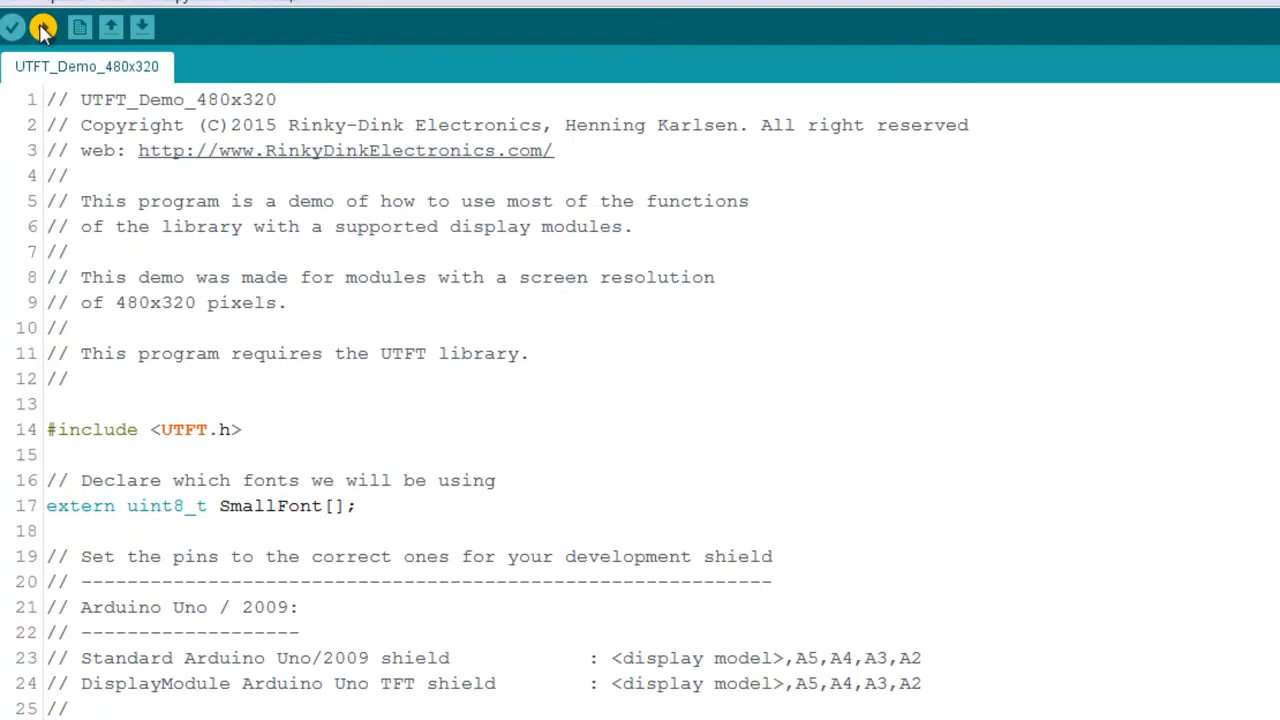 UTFT_Demo_480x320
1 // UTFT_Demo_480x320
2 // Copyright (C)2015 Rinky-Dink Electronics, Henning Karlsen. All right reserved
3 // web: http://www.RinkyDinkElectronics.com/
4 //
5 // This program is a demo of how to use most of the functions
6 // of the library with a supported display modules.
7 //
8 // This demo was made for modules with a screen resolution
9 // of 480x320 pixels.
10 //
11 // This program requires the UTFT library.
12 //
13
14 #include <UTFT.h>
15
16 // Declare which fonts we will be using
17 extern uint8_t SmallFont[];
18
19 // Set the pins to the correct ones for your development shield
20 // ------------------------------------------------------------
21 // Arduino Uno / 2009:
22 // -------------------
23 // Standard Arduino Uno/2009 shield            : <display model>,A5,A4,A3,A2
24 // DisplayModule Arduino Uno TFT shield        : <display model>,A5,A4,A3,A2
25 //